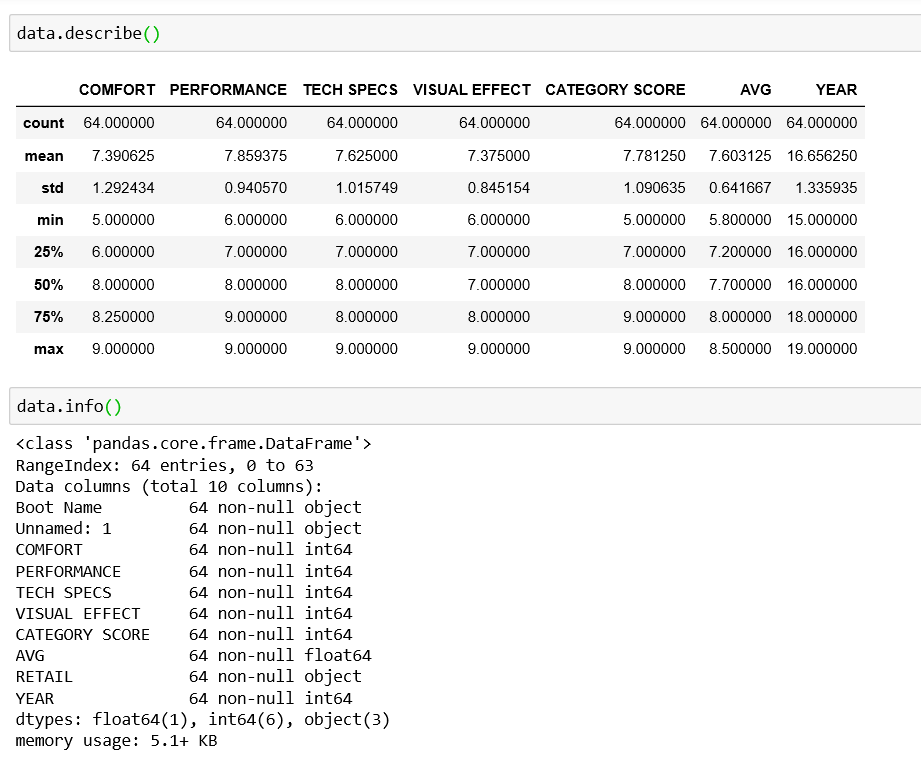 data.describe()
COMFORT PERFORMANCE TECH SPECS VISUAL EFFECT CATEGORY SCORE AVG YEAR
count 64.000000 64.000000 64.000000 64.000000 64.000000 64.000000 64.000000
mean 7.390625 7.859375 7.625000 7.375000 7.781250 7.603125 16.656250
std 1.292434 0.940570 1.015749 0.845154 1.090635 0.641667 1.335935
min 5.000000 6.000000 6.000000 6.000000 5.000000 5.800000 15.000000
25% 6.000000 7.000000 7.000000 7.000000 7.000000 7.200000 16.000000
50% 8.000000 8.000000 8.000000 7.000000 8.000000 7.700000 16.000000
75% 8.250000 9.000000 8.000000 8.000000 9.000000 8.000000 18.000000
max 9.000000 9.000000 9.000000 9.000000 9.000000 8.500000 19.000000
data.info()
<class 'pandas.core.frame.DataFrame'>
RangeIndex: 64 entries, 0 to 63
Data columns (total 10 columns):
Boot Name 64 non-null object
Unnamed: 1 64 non-null object
COMFORT 64 non-null int64
PERFORMANCE 64 non-null int64
TECH SPECS 64 non-null int64
VISUAL EFFECT 64 non-null int64
CATEGORY SCORE 64 non-null int64
AVG 64 non-null float64
RETAIL 64 non-null object
YEAR 64 non-null int64
dtypes: float64(1), int64(6), object(3)
memory usage: 5.1+ KB